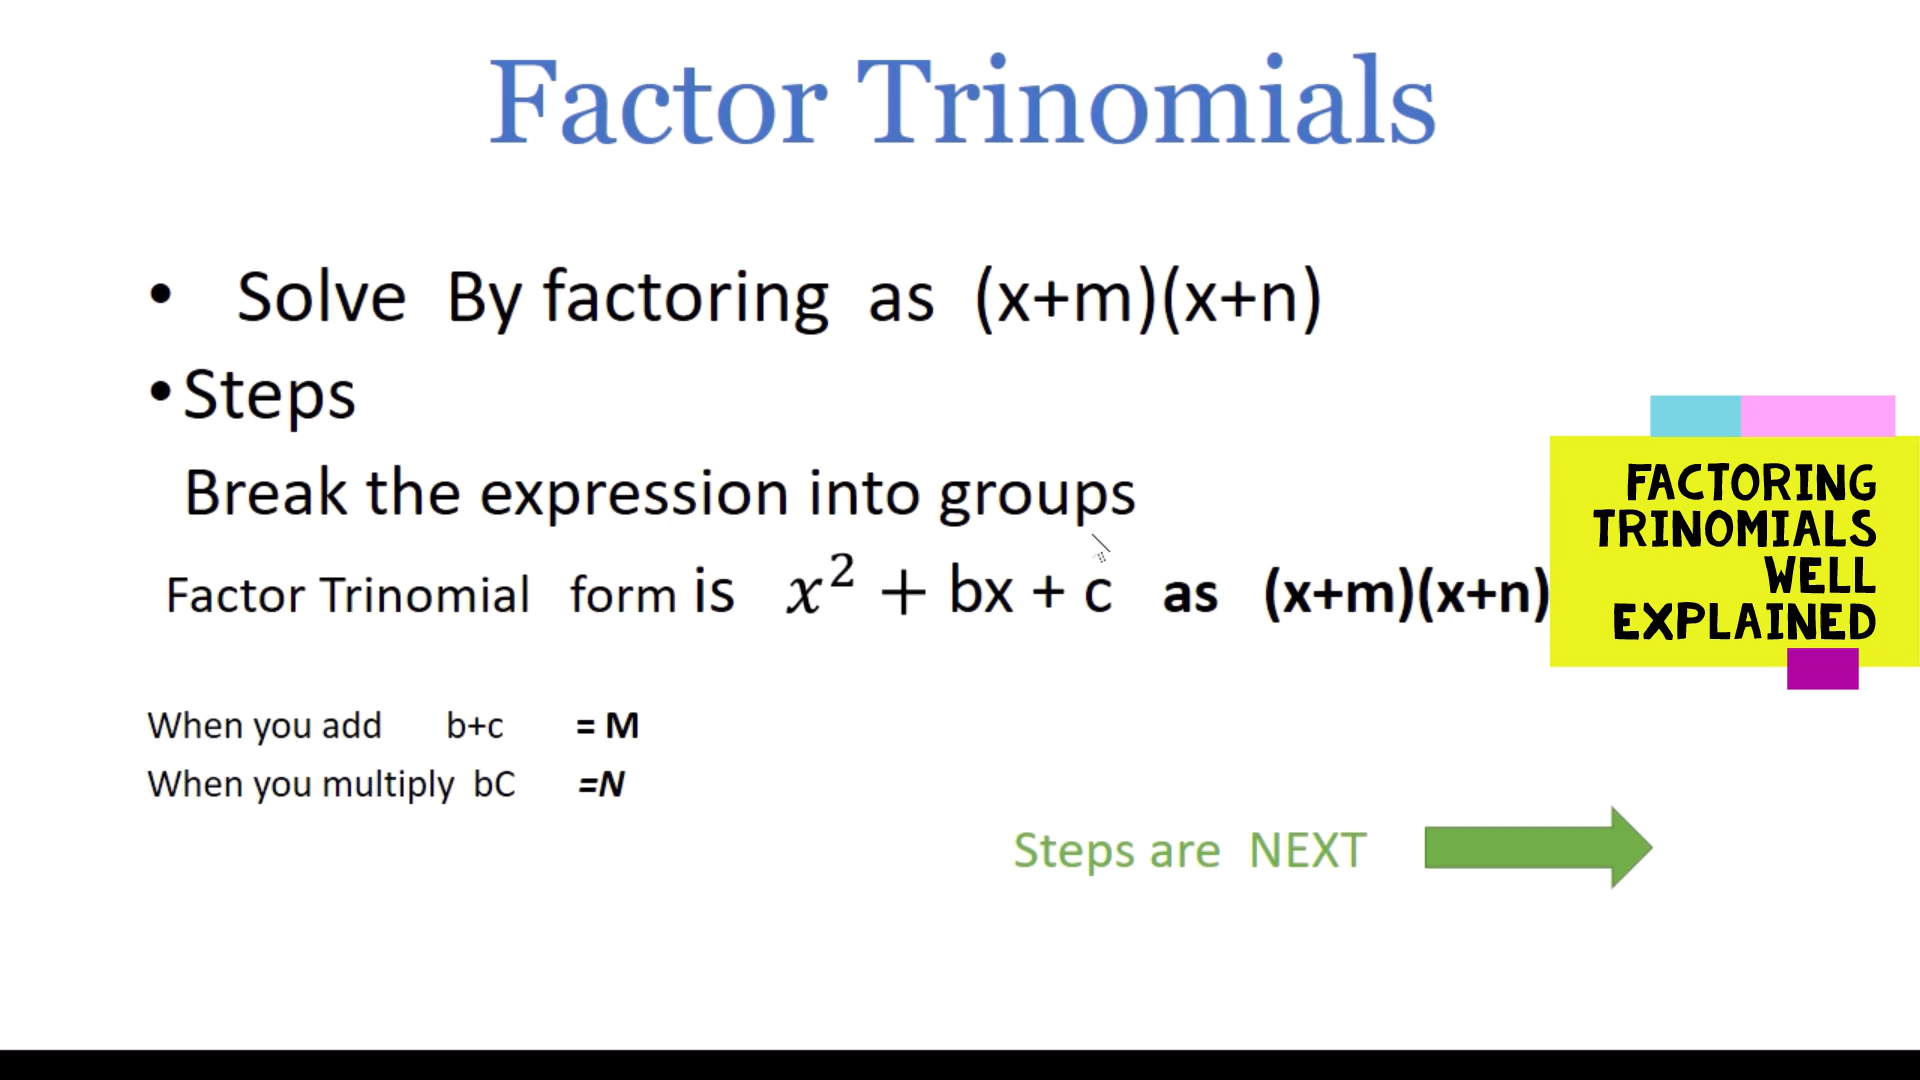 Factor Trinomials
• Solve By factoring as (x+m)(x+n)
• Steps
Break the expression into groups
Factor Trinomial form is x² + bx + c as (x+m)(x+n)
FACTORING
TRINOMIALS
WELL
EXPLAINED
When you add b+c = M
When you multiply bC =N
Steps are NEXT